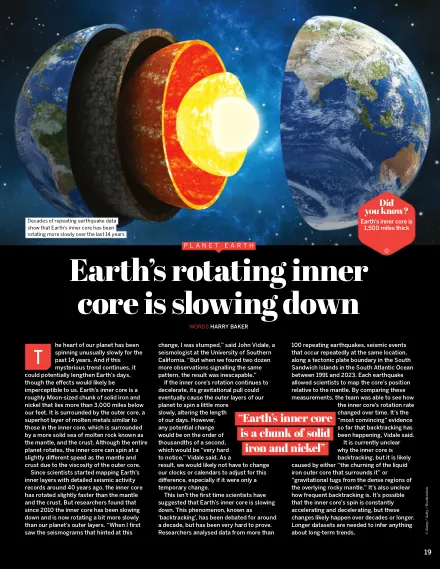 Decades of repeating earthquake data
show that Earth's inner core has been
rotating more slowly over the last 14 years.
Did
you know?
Earth's inner core is
1,500 miles thick
PLANET EARTH
Earth's rotating inner
core is slowing down
WORDS HARRY BAKER
The heart of our planet has been
spinning unusually slowly for the
past 14 years. And if this
mysterious trend continues, it
could potentially lengthen Earth's days,
though the effects would likely be
imperceptible to us. Earth's inner core is a
roughly Moon-sized chunk of solid iron and
nickel that lies more than 3,000 miles below
our feet. It is surrounded by the outer core, a
superhot layer of molten metals similar to
those in the inner core, which is surrounded
by a more solid sea of molten rock known as
the mantle, and the crust. Although the entire
planet rotates, the inner core can spin at a
slightly different speed as the mantle and
crust due to the viscosity of the outer core.
Since scientists started mapping Earth's
inner layers with detailed seismic activity
records around 40 years ago, the inner core
has rotated slightly faster than the mantle
and the crust. But researchers found that
since 2010 the inner core has been slowing
down and is now rotating a bit more slowly
than our planet's outer layers. "When I first
saw the seismograms that hinted at this
change, I was stumped," said John Vidale, a
seismologist at the University of Southern
California. "But when we found two dozen
more observations signalling the same
pattern, the result was inescapable."
If the inner core's rotation continues to
decelerate, its gravitational pull could
eventually cause the outer layers of our
planet to spin a little more
slowly, altering the length
of our days. However,
any potential change
would be on the order of
thousandths of a second,
which would be "very hard
to notice," Vidale said. As a
result, we would likely not have to change
our clocks or calendars to adjust for this
difference, especially if it were only a
temporary change.
This isn't the first time scientists have
suggested that Earth's inner core is slowing
down. This phenomenon, known as
'backtracking', has been debated for around
a decade, but has been very hard to prove.
Researchers analysed data from more than
"Earth's inner core
is a chunk of solid
iron and nickel"
100 repeating earthquakes, seismic events
that occur repeatedly at the same location,
along a tectonic plate boundary in the South
Sandwich Islands in the South Atlantic Ocean
between 1991 and 2023. Each earthquake
allowed scientists to map the core's position
relative to the mantle. By comparing these
measurements, the team was able to see how
the inner core's rotation rate
changed over time. It's the
"most convincing" evidence
so far that backtracking has
been happening, Vidale said.
It is currently unclear
why the inner core is
backtracking, but it is likely
caused by either "the churning of the liquid
iron outer core that surrounds it" or
"gravitational tugs from the dense regions of
the overlying rocky mantle." It's also unclear
how frequent backtracking is. It's possible
that the inner core's spin is constantly
accelerating and decelerating, but these
changes likely happen over decades or longer.
Longer datasets are needed to infer anything
about long-term trends.
19